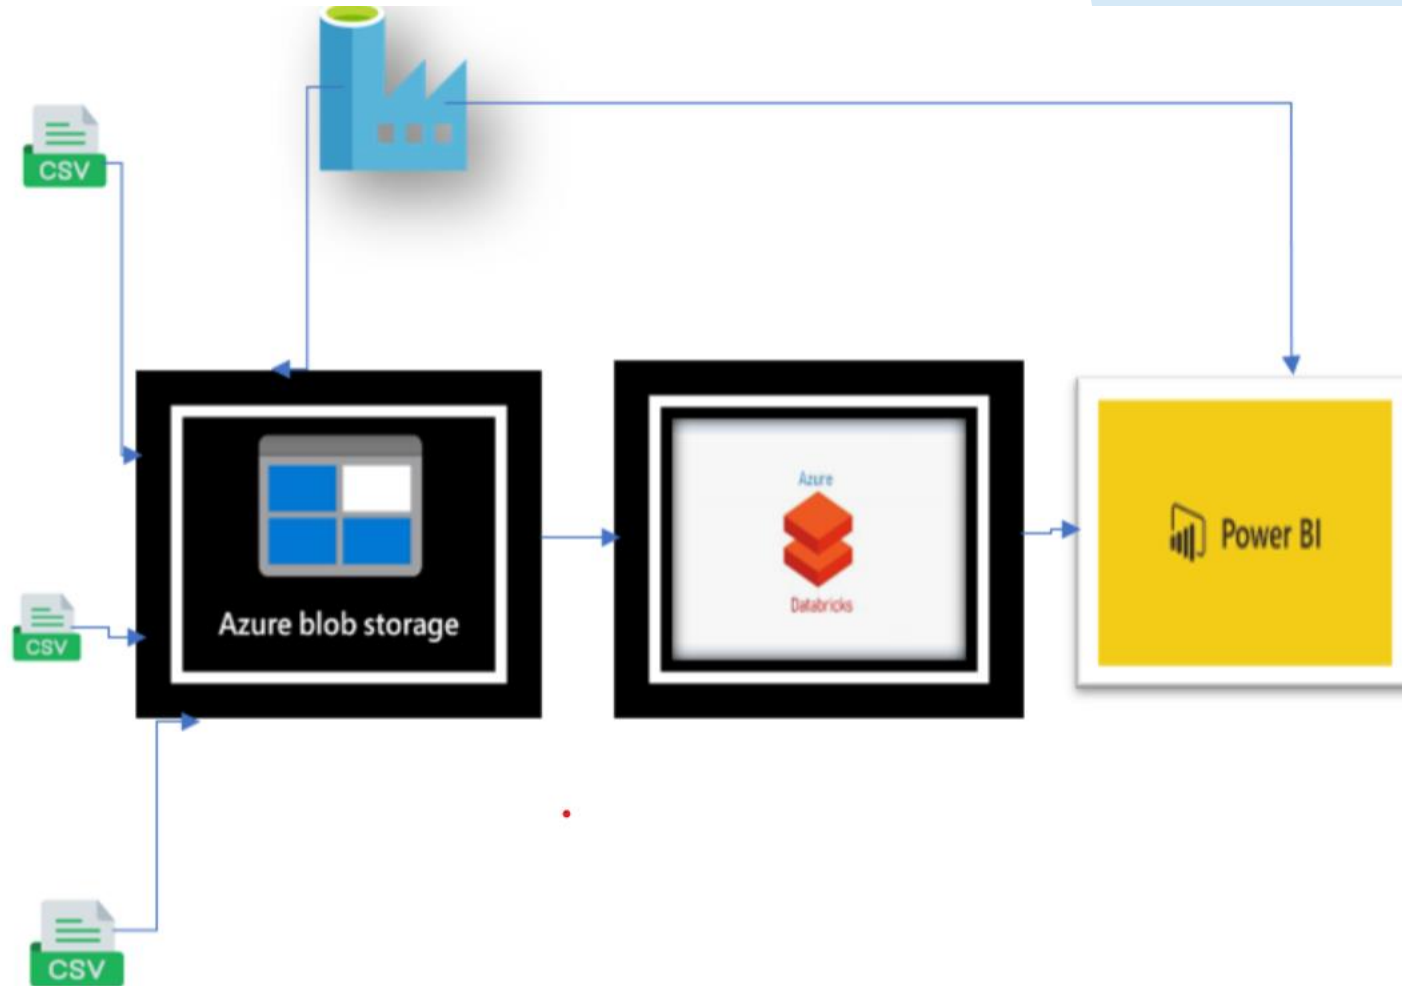 CSV
Azure
Power BI
Databricks
Azure blob storage
CSV
CSV